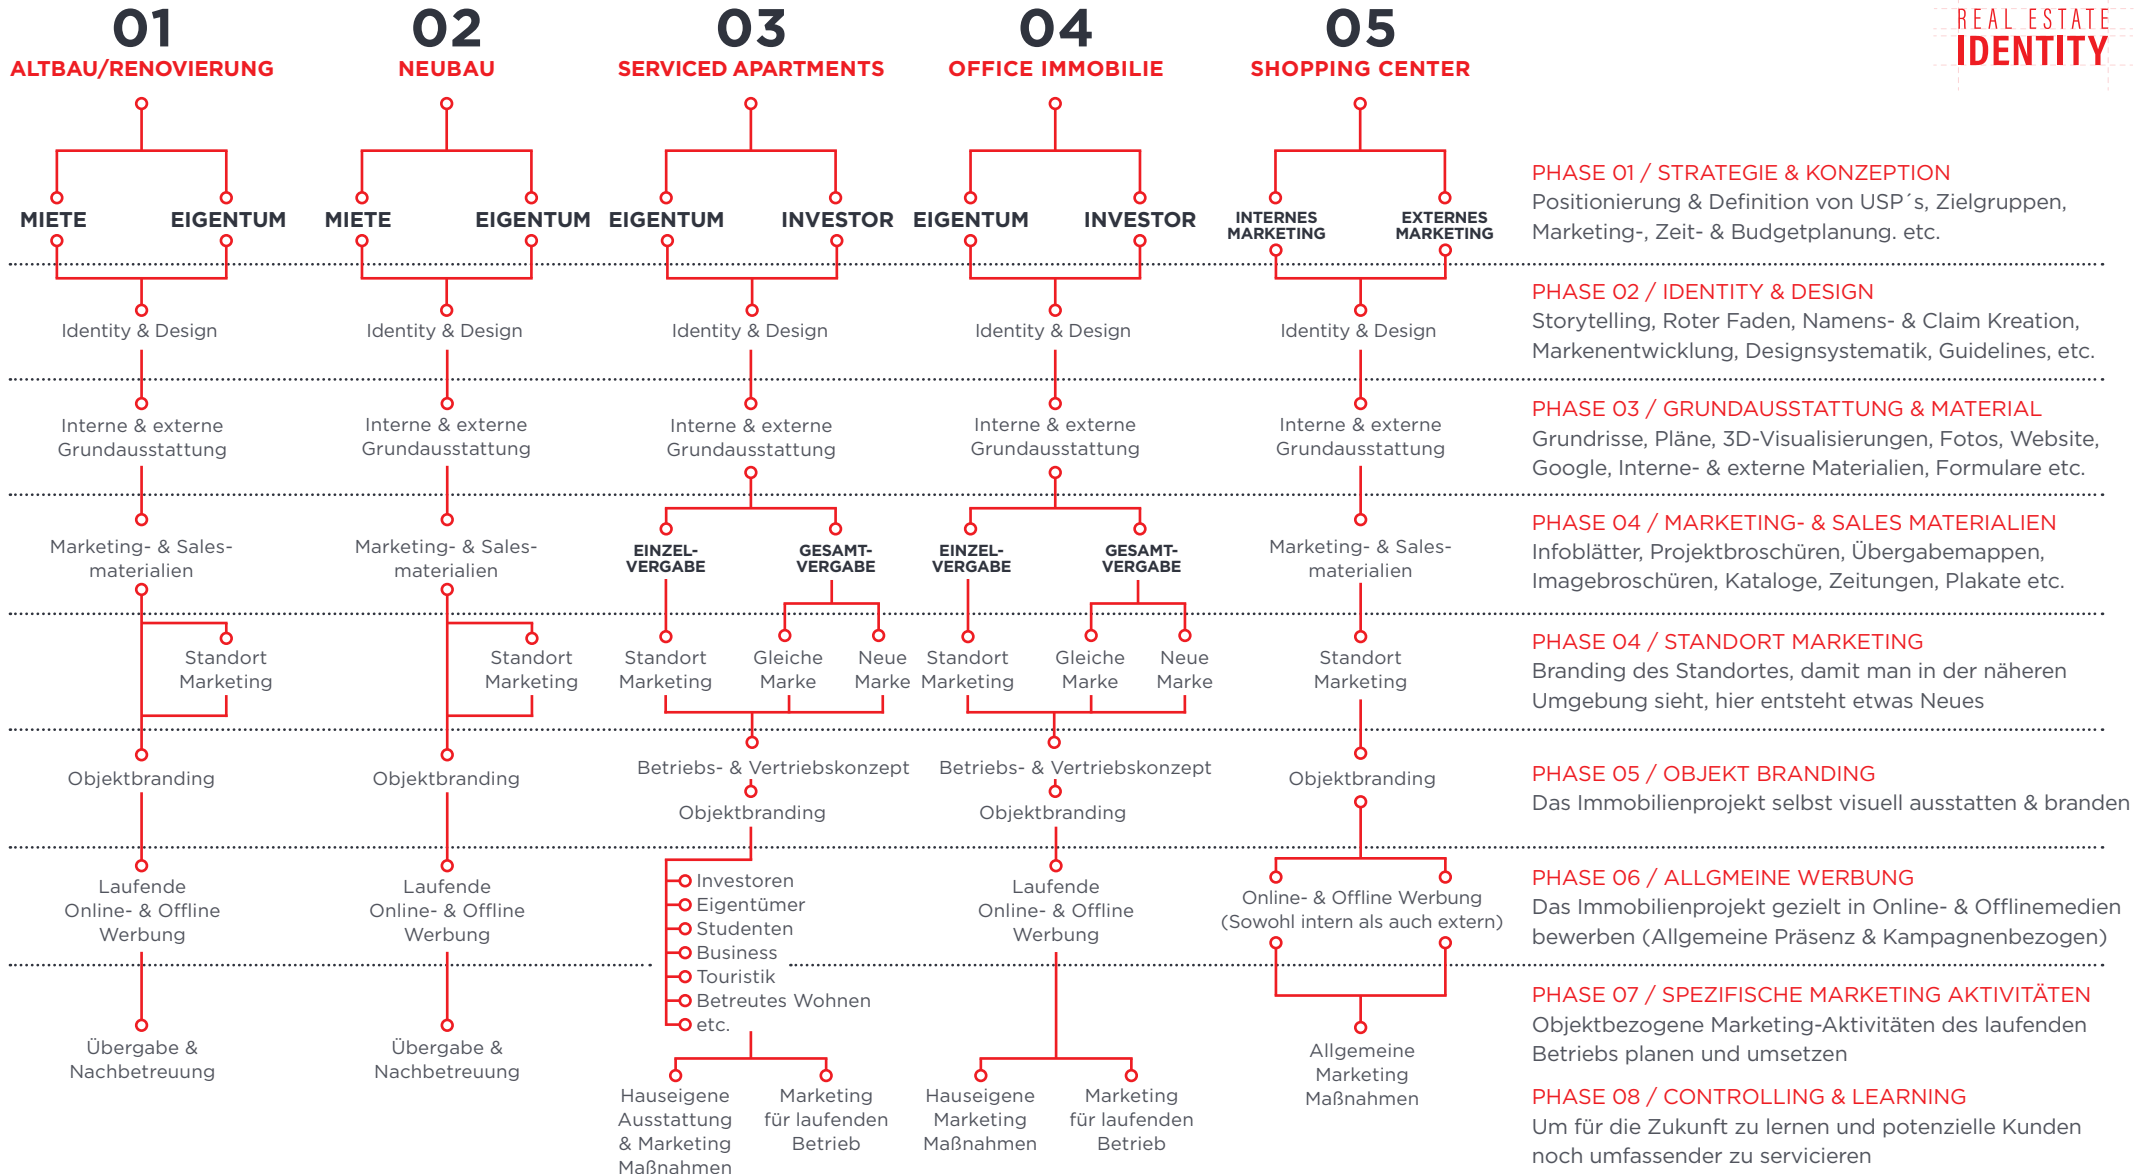 01
ALTBAU/RENOVIERUNG
02
NEUBAU
03
SERVICED APARTMENTS
04
OFFICE IMMOBILIE
05
SHOPPING CENTER
REAL ESTATE
IDENTITY
MIETE
EIGENTUM
MIETE
EIGENTUM
EIGENTUM
INVESTOR
EIGENTUM
INVESTOR
INTERNES
MARKETING
EXTERNES
MARKETING
PHASE 01 / STRATEGIE & KONZEPTION
Positionierung & Definition von USP´s, Zielgruppen,
Marketing-, Zeit- & Budgetplanung. etc.
Identity & Design
Identity & Design
Identity & Design
Identity & Design
Identity & Design
PHASE 02 / IDENTITY & DESIGN
Storytelling, Roter Faden, Namens- & Claim Kreation,
Markenentwicklung, Designsystematik, Guidelines, etc.
Interne & externe
Grundausstattung
Interne & externe
Grundausstattung
Interne & externe
Grundausstattung
Interne & externe
Grundausstattung
Interne & externe
Grundausstattung
PHASE 03 / GRUNDAUSSTATTUNG & MATERIAL
Grundrisse, Pläne, 3D-Visualisierungen, Fotos, Website,
Google, Interne- & externe Materialien, Formulare etc.
Marketing- & Sales-
materialien
Marketing- & Sales-
materialien
EINZEL-
VERGABE
GESAMT-
VERGABE
EINZEL-
VERGABE
GESAMT-
VERGABE
Marketing- & Sales-
materialien
PHASE 04 / MARKETING- & SALES MATERIALIEN
Infoblätter, Projektbroschüren, Übergabemappen,
Imagebroschüren, Kataloge, Zeitungen, Plakate etc.
Standort
Marketing
Standort
Marketing
Standort
Marketing
Gleiche
Marke
Neue
Marke
Standort
Marketing
Gleiche
Marke
Neue
Marke
Standort
Marketing
PHASE 04 / STANDORT MARKETING
Branding des Standortes, damit man in der näheren
Umgebung sieht, hier entsteht etwas Neues
Objektbranding
Objektbranding
Betriebs- & Vertriebskonzept
Objektbranding
Betriebs- & Vertriebskonzept
Objektbranding
Objektbranding
PHASE 05 / OBJEKT BRANDING
Das Immobilienprojekt selbst visuell ausstatten & branden
Laufende
Online- & Offline
Werbung
Laufende
Online- & Offline
Werbung
Investoren
Eigentümer
Studenten
Business
Touristik
Betreutes Wohnen
etc.
Laufende
Online- & Offline
Werbung
Online- & Offline Werbung
(Sowohl intern als auch extern)
PHASE 06 / ALLGMEINE WERBUNG
Das Immobilienprojekt gezielt in Online- & Offlinemedien
bewerben (Allgemeine Präsenz & Kampagnenbezogen)
Übergabe &
Nachbetreuung
Übergabe &
Nachbetreuung
Hauseigene
Ausstattung
& Marketing
Maßnahmen
Marketing
für laufenden
Betrieb
Hauseigene
Marketing
Maßnahmen
Marketing
für laufenden
Betrieb
Allgemeine
Marketing
Maßnahmen
PHASE 07 / SPEZIFISCHE MARKETING AKTIVITÄTEN
Objektbezogene Marketing-Aktivitäten des laufenden
Betriebs planen und umsetzen
PHASE 08 / CONTROLLING & LEARNING
Um für die Zukunft zu lernen und potenzielle Kunden
noch umfassender zu servicieren